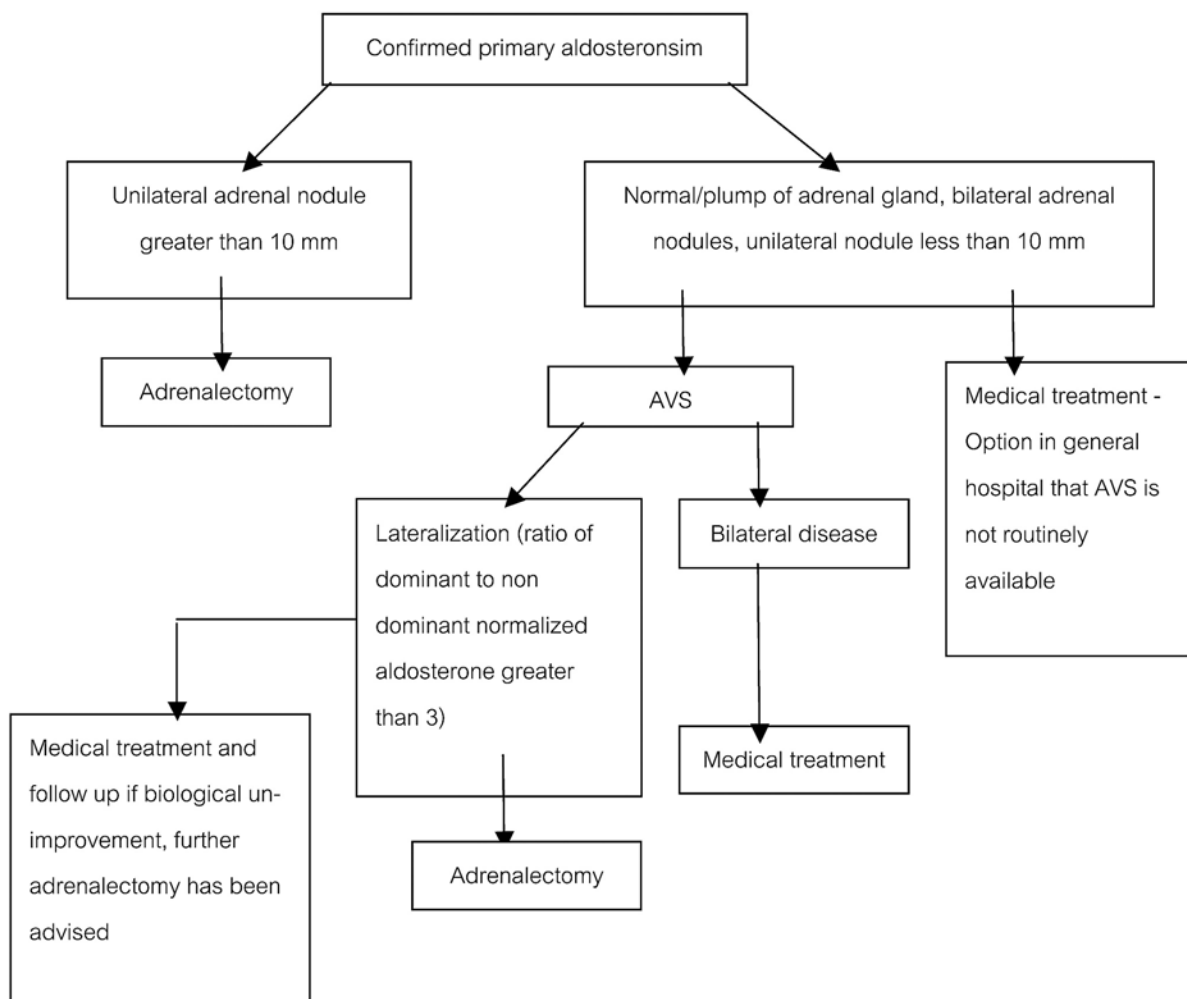 Confirmed primary aldosteronsim
Unilateral adrenal nodule
greater than 10 mm
Normal/plump of adrenal gland, bilateral adrenal
nodules, unilateral nodule less than 10 mm
Adrenalectomy
AVS
Medical treatment -
Option in general
hospital that AVS is
not routinely
available
Lateralization (ratio of
dominant to non
dominant normalized
aldosterone greater
than 3)
Bilateral disease
Medical treatment and
follow up if biological un-
improvement, further
adrenalectomy has been
advised
Medical treatment
Adrenalectomy